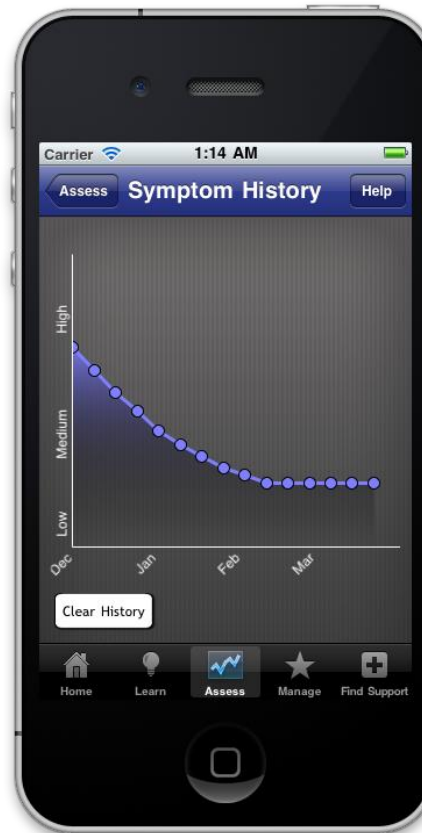 Carrier 1:14 AM
Assess Symptom History Help
High
Medium
Low
Dec Jan Feb Mar
Clear History
Home Learn Assess Manage Find Support